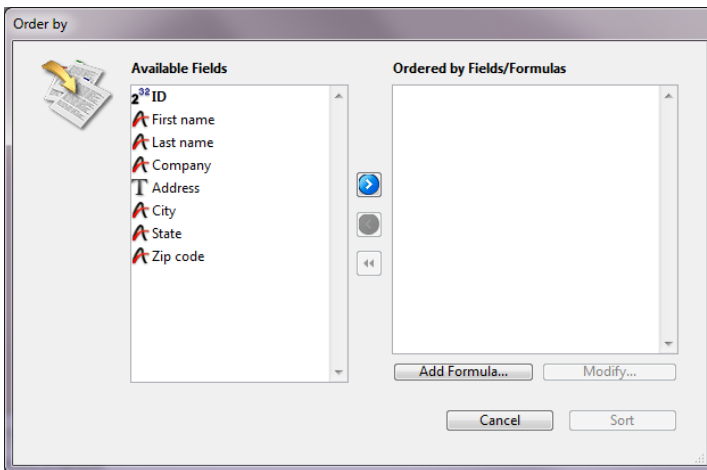 Order by
Available Fields
2³² ID
First name
Last name
Company
T Address
City
State
Zip code
Ordered by Fields/Formulas
Add Formula...
Modify...
Cancel
Sort